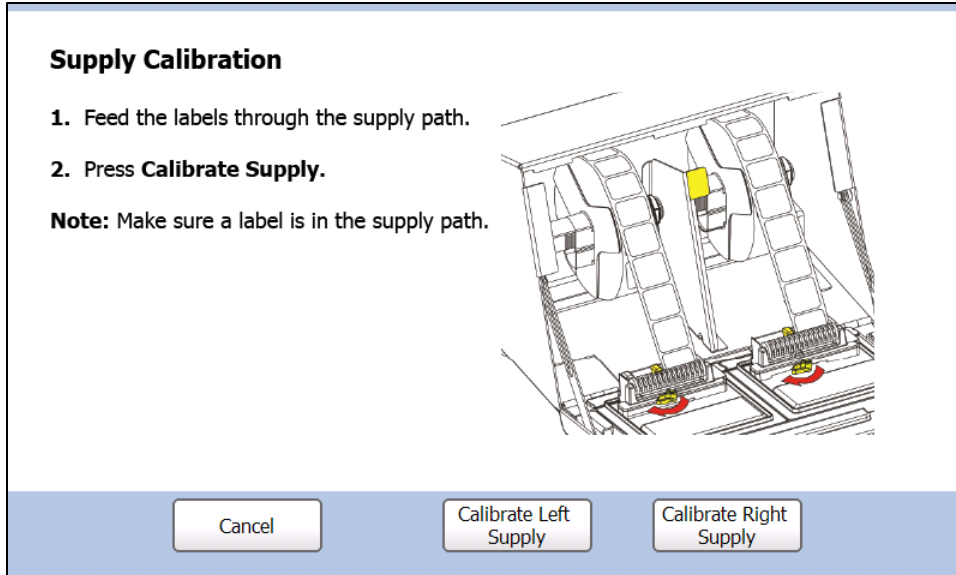 Supply Calibration
1. Feed the labels through the supply path.
2. Press Calibrate Supply.
Note: Make sure a label is in the supply path.
Cancel
Calibrate Left
Supply
Calibrate Right
Supply